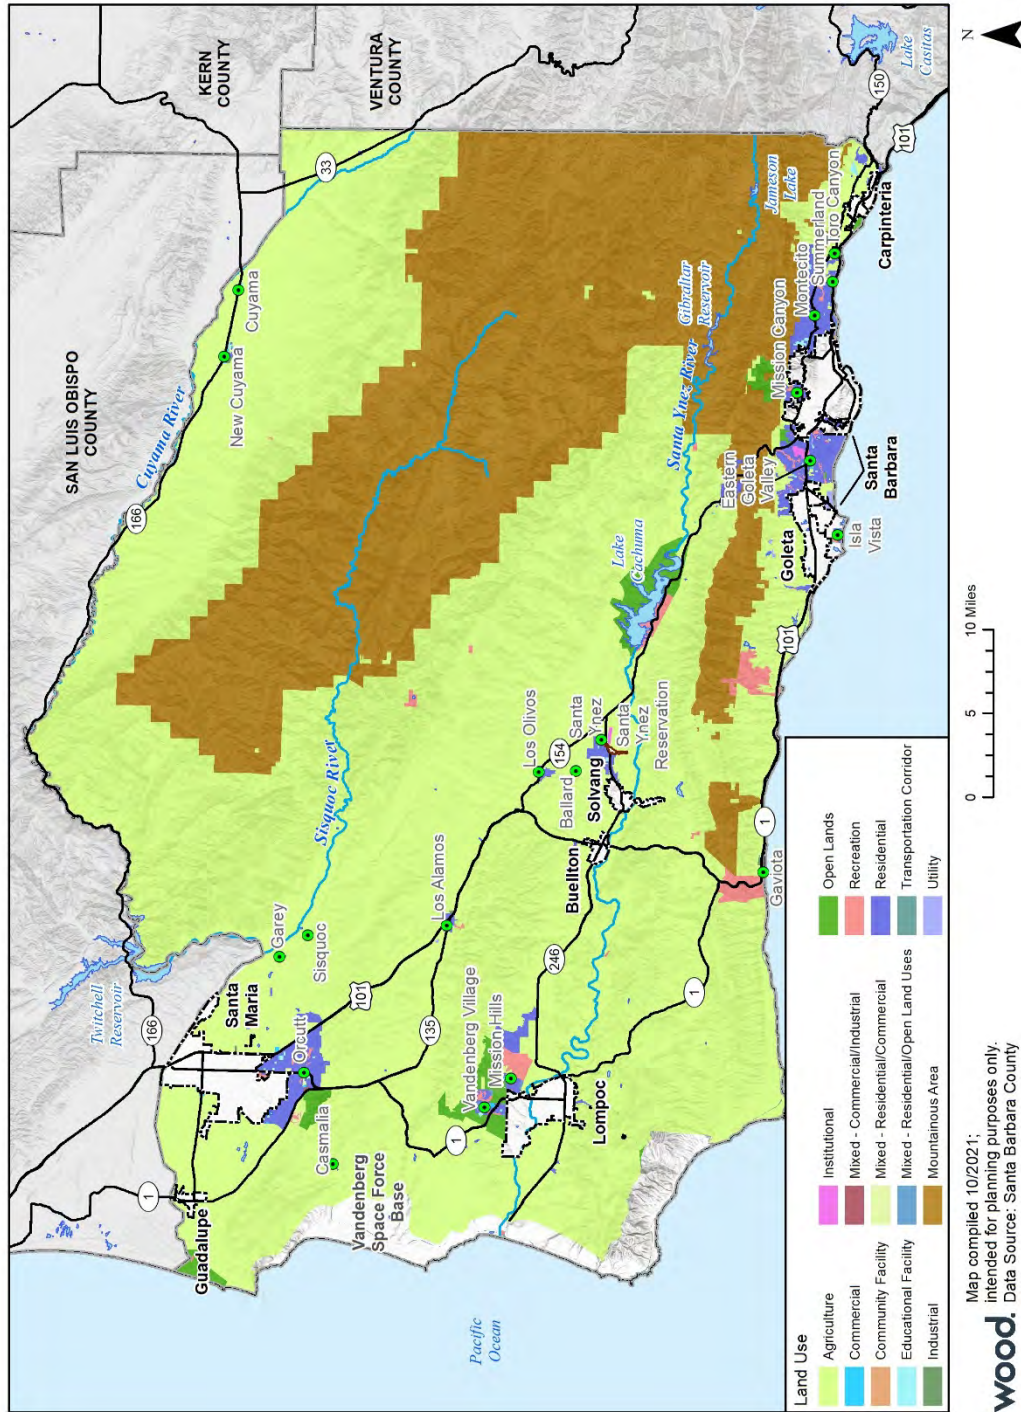 SAN LUIS OBISPO
COUNTY
KERN
COUNTY
VENTURA
COUNTY
Twitchell
Reservoir
166
Cuyama River
166
New Cuyama
Cuyama
33
1
Guadalupe
Santa
Maria
Orcutt
Garey
Sisquoc
Sisquoc River
Casmalia
Vandenberg
Space Force
Base
101
135
Los Alamos
1
Vandenberg Village
Mission Hills
246
Lompoc
1
Los Olivos
154
Ballard
Santa
Ynez
Solvang
Santa
Ynez
Reservation
Buellton
Lake
Cachuma
Santa Ynez River
Gibraltar
Reservoir
Jameson
Lake
Pacific
Ocean
Gaviota
1
101
Goleta
Isla
Vista
Eastern
Goleta
Valley
Santa
Barbara
Mission Canyon
Montecito
Summerland
Toro Canyon
Carpinteria
101
150
Lake
Casitas
Land Use
Agriculture
Commercial
Community Facility
Educational Facility
Industrial
Institutional
Mixed - Commercial/Industrial
Mixed - Residential/Commercial
Mixed - Residential/Open Land Uses
Mountainous Area
Open Lands
Recreation
Residential
Transportation Corridor
Utility
0 5 10 Miles
N
wood.
Map compiled 10/2021;
intended for planning purposes only.
Data Source: Santa Barbara County